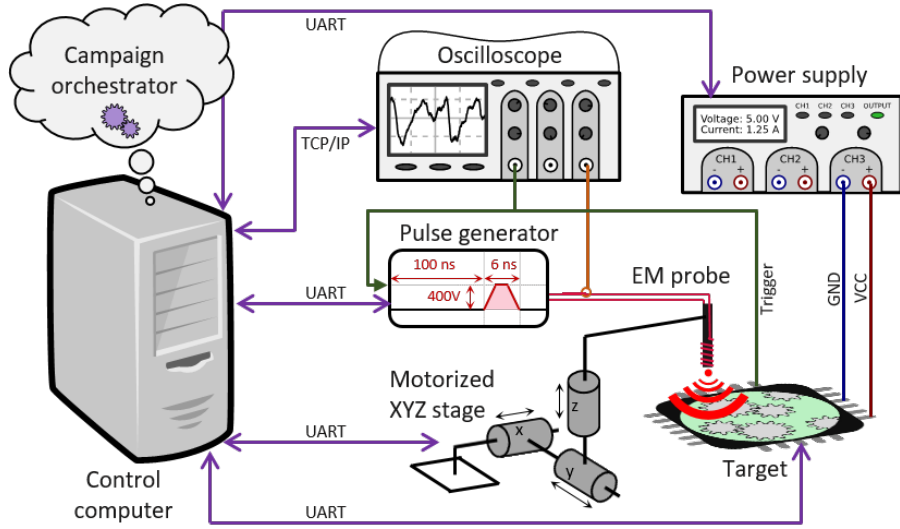 UART
Campaign
orchestrator
Oscilloscope
Power supply
CH1 CH2 CH3 OUTPUT
Voltage: 5.00 V
Current: 1.25 A
TCP/IP
CH1
- +
CH2
- +
CH3
- +
Pulse generator
100 ns
6 ns
400V
UART
EM probe
Trigger
GND
VCC
Motorized
XYZ stage
x
y
z
UART
Target
Control
computer
UART